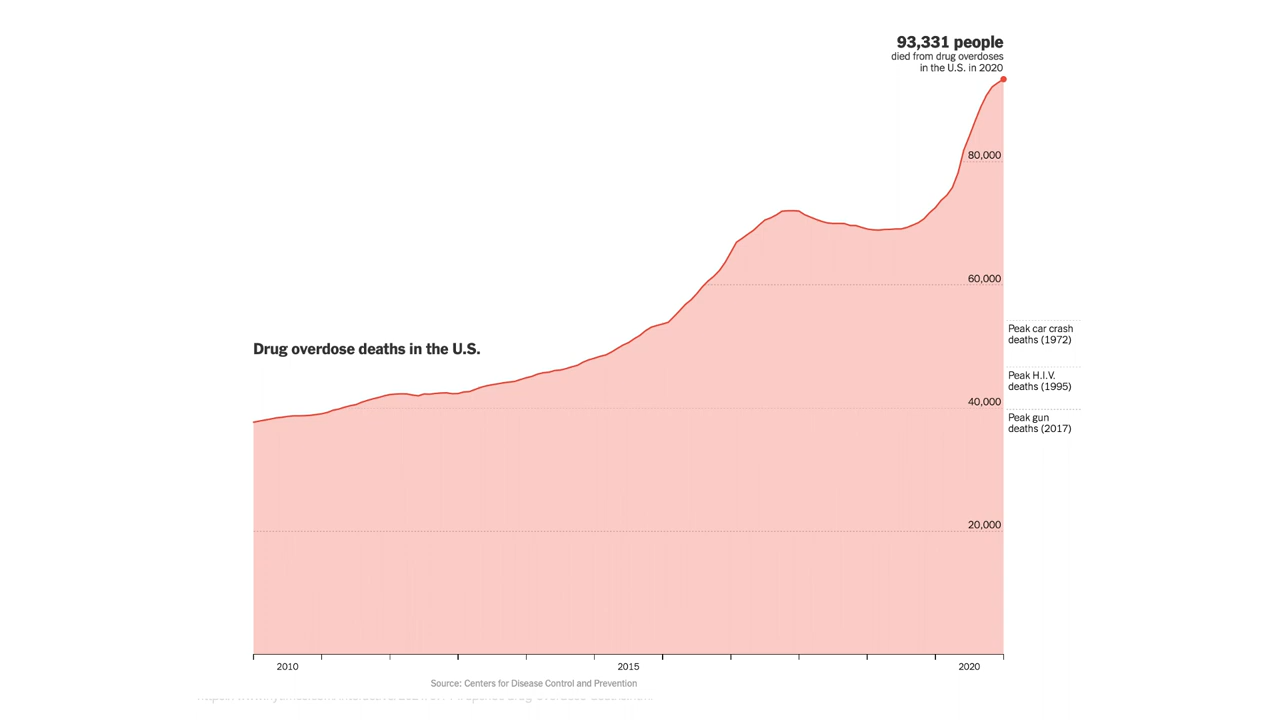 93,331 people
died from drug overdoses
in the U.S. in 2020
80,000
60,000
Peak car crash
deaths (1972)
Drug overdose deaths in the U.S.
Peak H.I.V.
deaths (1995)
40,000
Peak gun
deaths (2017)
20,000
2010
2015
2020
Source: Centers for Disease Control and Prevention